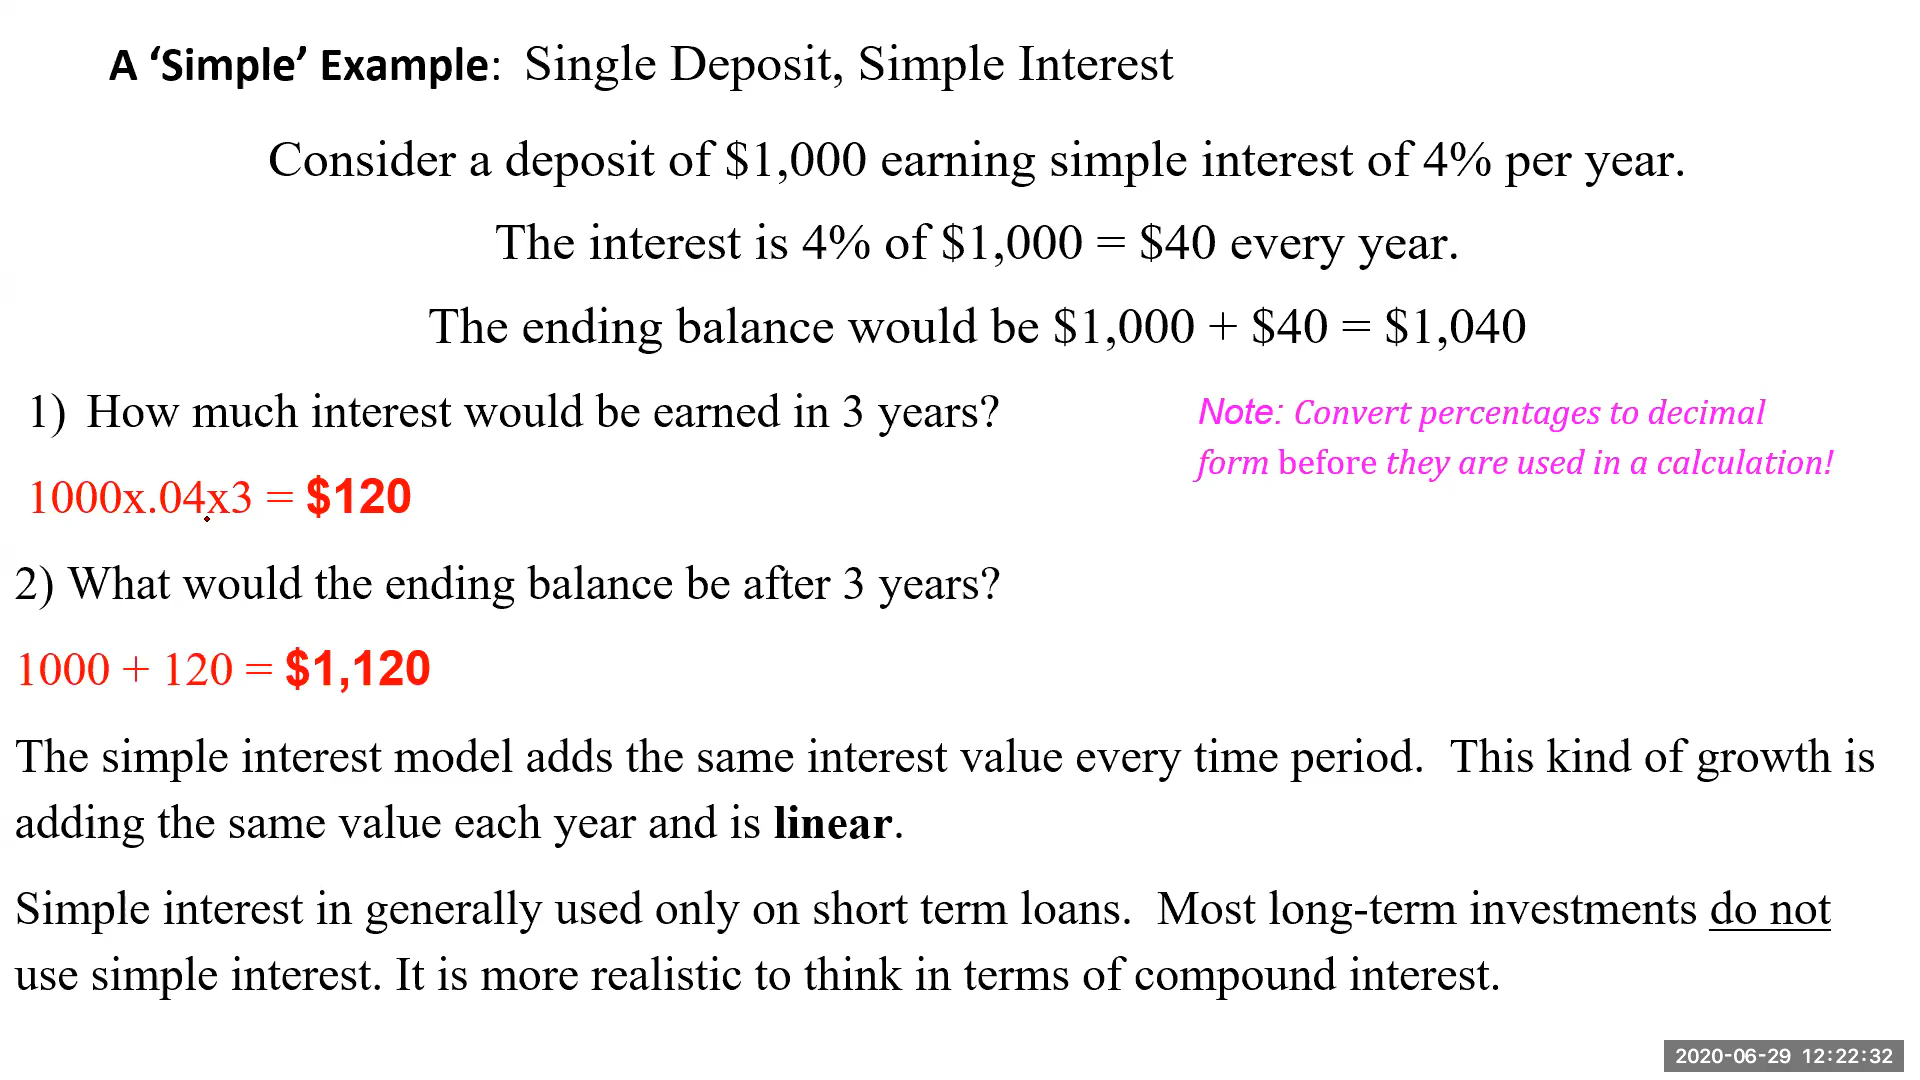 A ‘Simple’ Example: Single Deposit, Simple Interest
Consider a deposit of $1,000 earning simple interest of 4% per year.
The interest is 4% of $1,000 = $40 every year.
The ending balance would be $1,000 + $40 = $1,040
1) How much interest would be earned in 3 years?
Note: Convert percentages to decimal
form before they are used in a calculation!
1000x.04x3 = $120
2) What would the ending balance be after 3 years?
1000 + 120 = $1,120
The simple interest model adds the same interest value every time period. This kind of growth is
adding the same value each year and is linear.
Simple interest in generally used only on short term loans. Most long-term investments do not
use simple interest. It is more realistic to think in terms of compound interest.
2020-06-29 12:22:32